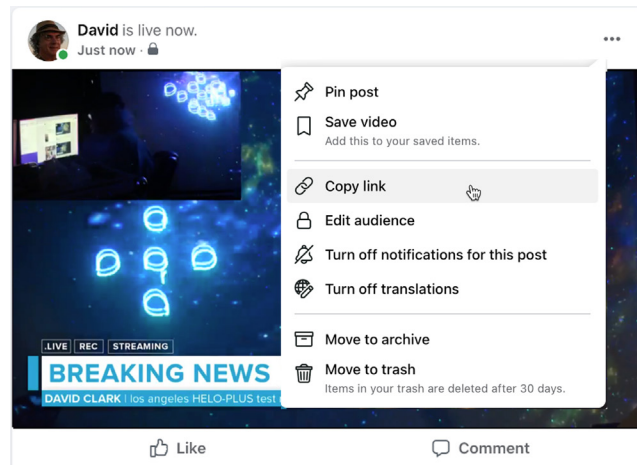 David is live now.
Just now ·
Pin post
Save video
Add this to your saved items.
Copy link
Edit audience
Turn off notifications for this post
Turn off translations
Move to archive
Move to trash
Items in your trash are deleted after 30 days.
.LIVE REC STREAMING
BREAKING NEWS
DAVID CLARK | los angeles HELO-PLUS test
Like
Comment